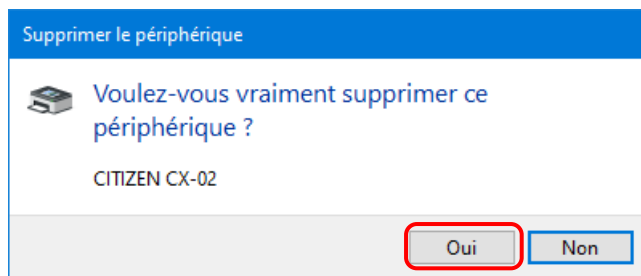 Supprimer le périphérique
Voulez-vous vraiment supprimer ce
périphérique ?
CITIZEN CX-02
Oui
Non